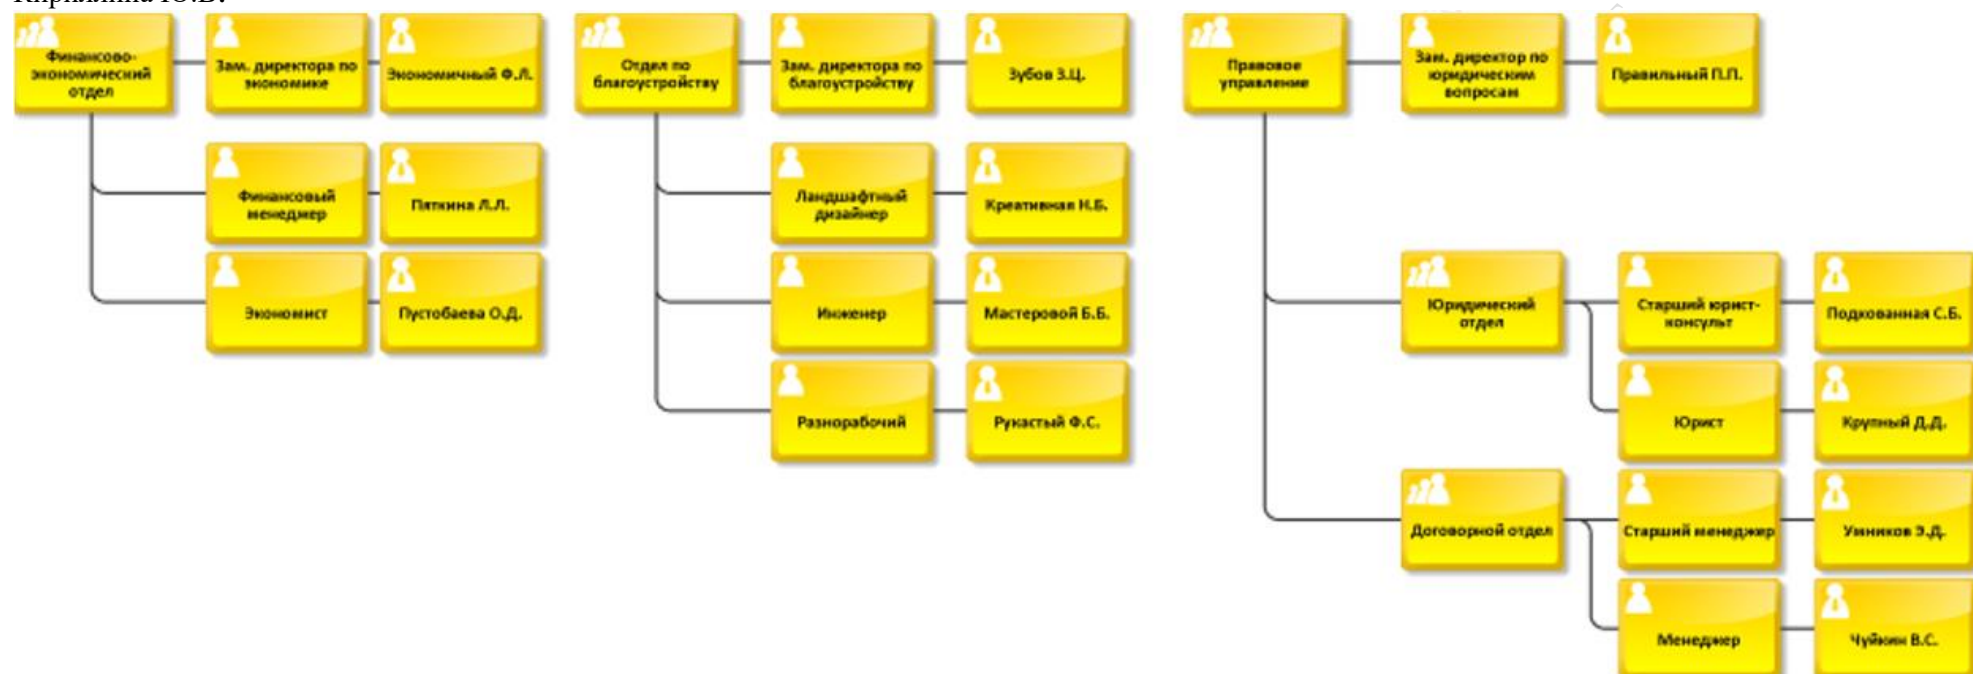 Финансово-
экономический
отдел
Зам. директора по
экономике
Экономичный Ф.Л.
Финансовый
менеджер
Пяткина Л.Л.
Экономист
Пустобаева О.Д.
Отдел по
благоустройству
Зам. директора по
благоустройству
Зубов З.Ц.
Ландшафтный
дизайнер
Креативная Н.Б.
Инженер
Мастеровой Б.Б.
Разнорабочий
Рукастый Ф.С.
Правовое
управление
Зам. директор по
юридическим
вопросам
Правильный П.П.
Юридический
отдел
Старший юрист-
консульт
Подкованная С.Б.
Юрист
Крупный Д.Д.
Договорной отдел
Старший менеджер
Умников Э.Д.
Менеджер
Чуйкин В.С.